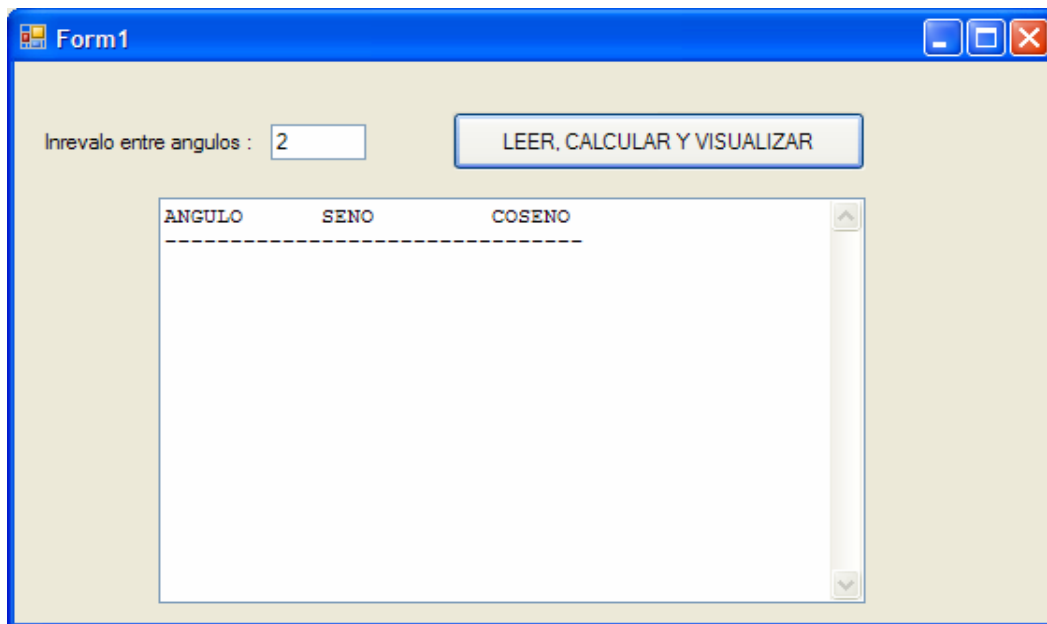 Form1
Inrevalo entre angulos : 2 LEER, CALCULAR Y VISUALIZAR
ANGULO SENO COSENO
--------------------------------